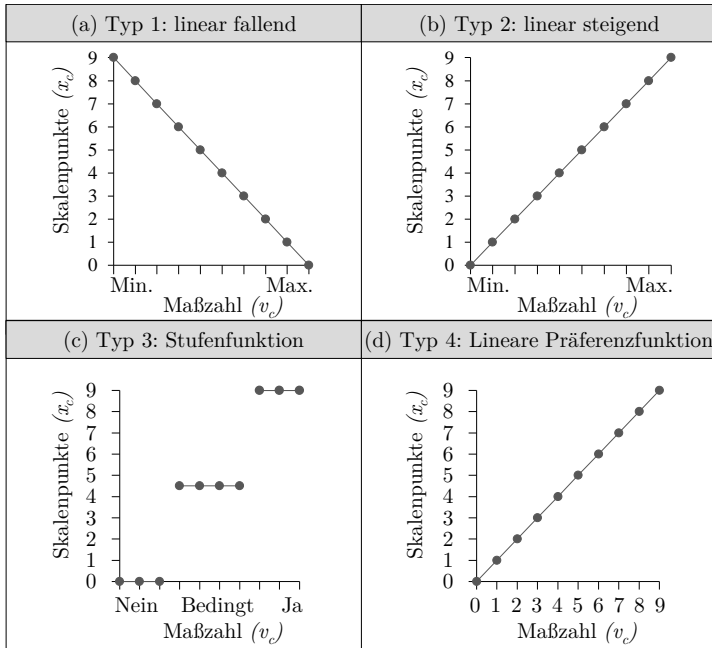 (a) Typ 1: linear fallend
Skalenpunkte (x_c)
9
8
7
6
5
4
3
2
1
0
Min. Max.
Maßzahl (v_c)
(b) Typ 2: linear steigend
Skalenpunkte (x_c)
9
8
7
6
5
4
3
2
1
0
Min. Max.
Maßzahl (v_c)
(c) Typ 3: Stufenfunktion
Skalenpunkte (x_c)
9
8
7
6
5
4
3
2
1
0
Nein Bedingt Ja
Maßzahl (v_c)
(d) Typ 4: Lineare Präferenzfunktion
Skalenpunkte (x_c)
9
8
7
6
5
4
3
2
1
0
0 1 2 3 4 5 6 7 8 9
Maßzahl (v_c)